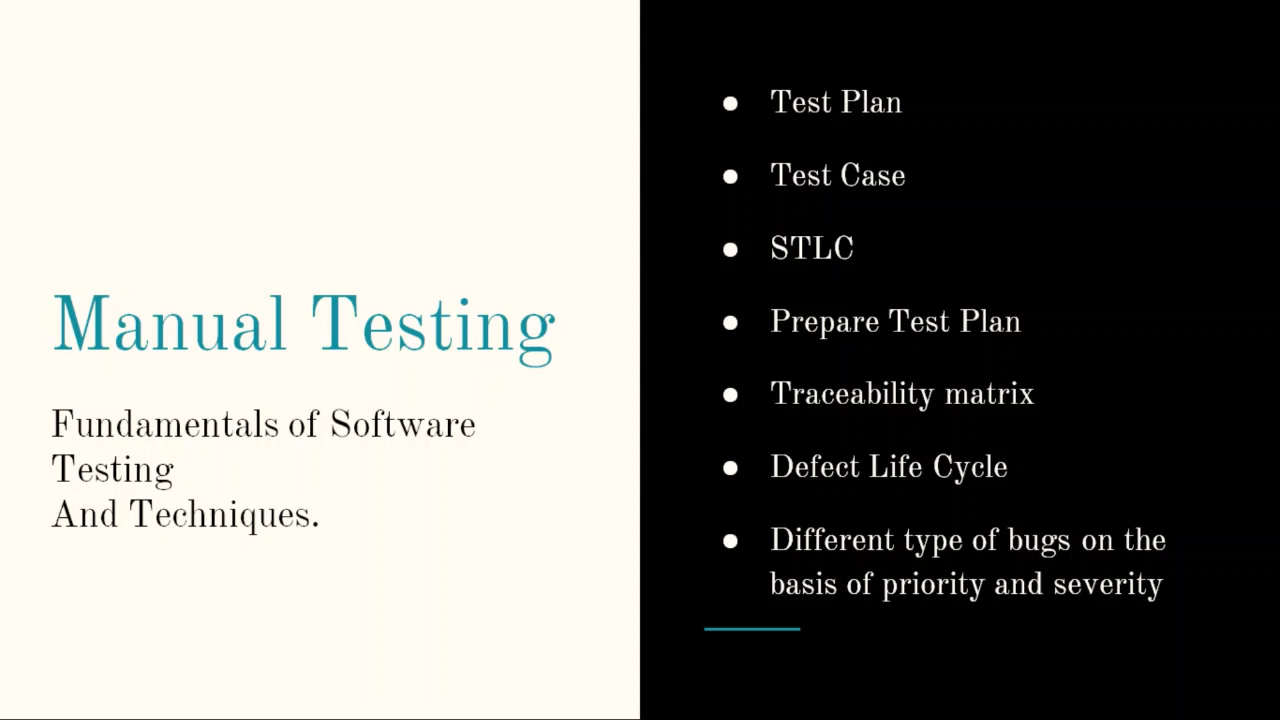 Manual Testing
Fundamentals of Software
Testing
And Techniques.
● Test Plan
● Test Case
● STLC
● Prepare Test Plan
● Traceability matrix
● Defect Life Cycle
● Different type of bugs on the
basis of priority and severity